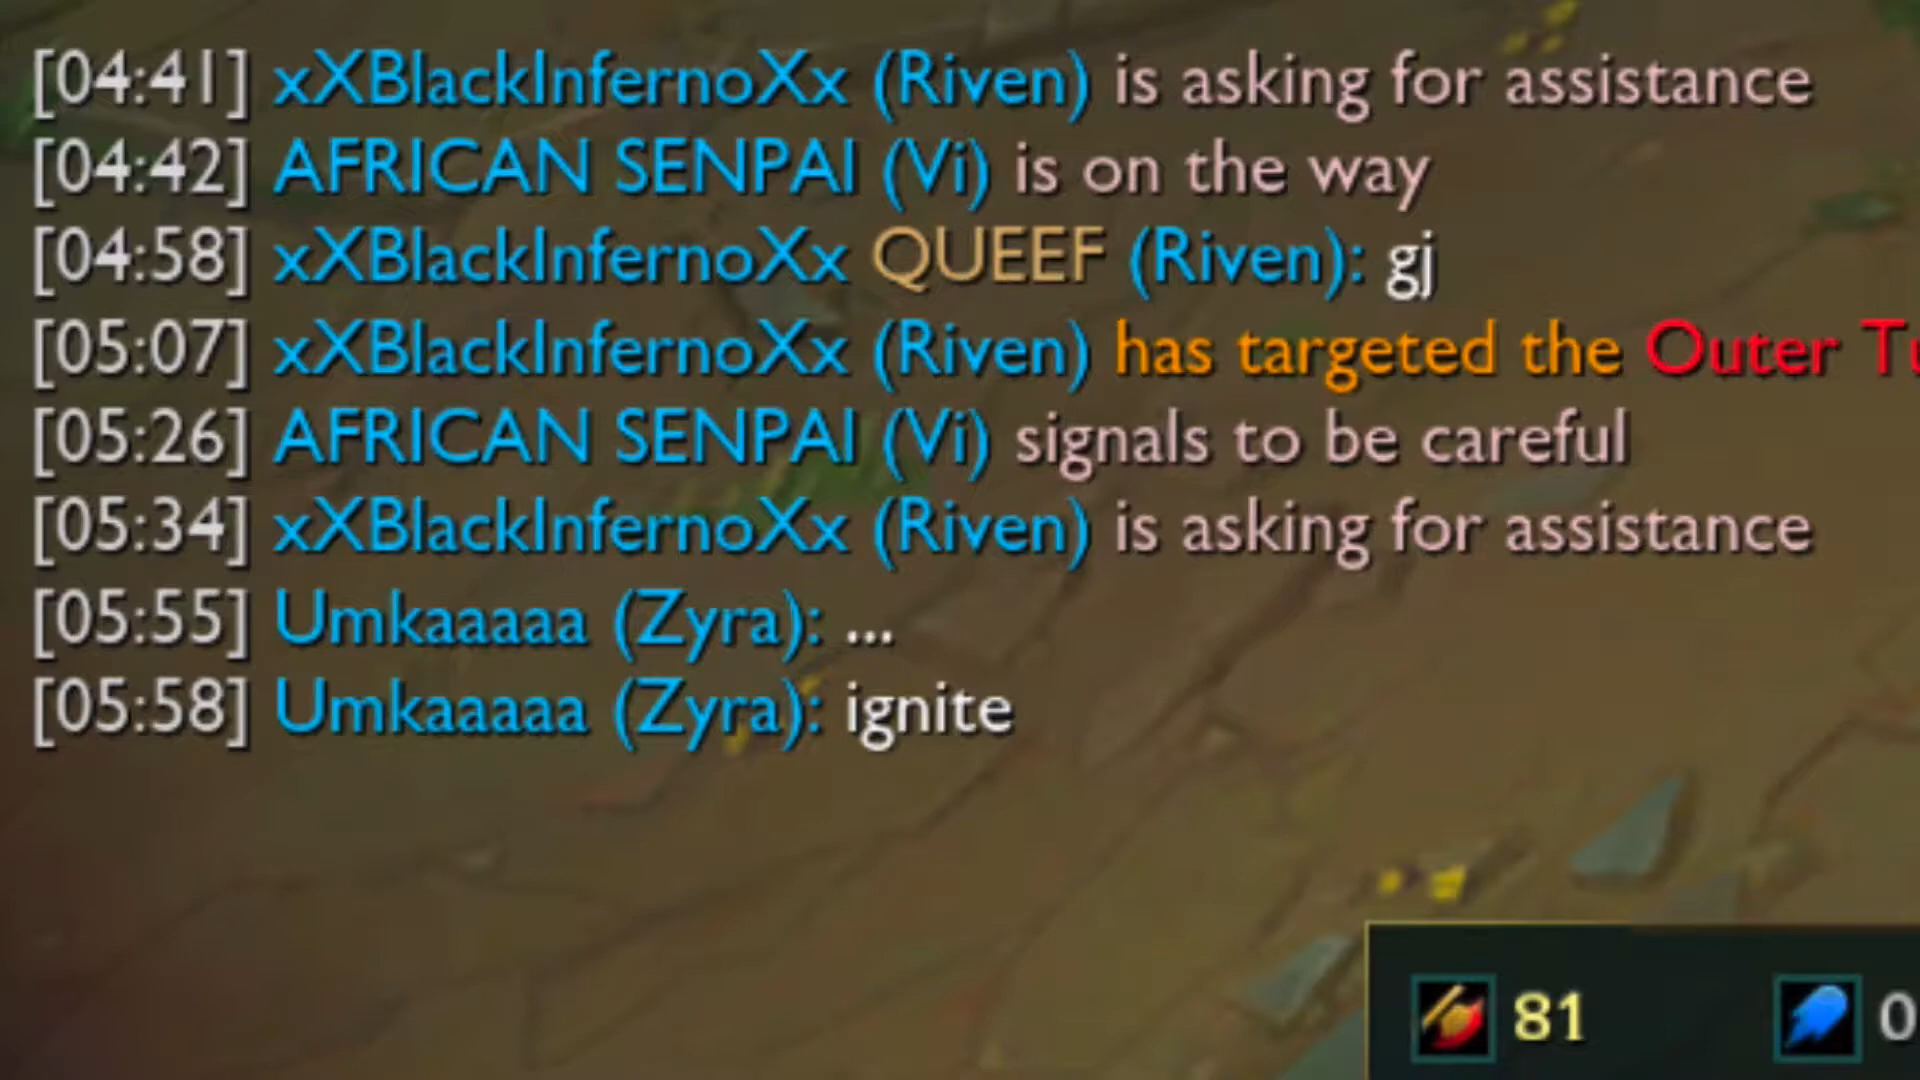 [04:41] xXBlackInfernoXx (Riven) is asking for assistance
[04:42] AFRICAN SENPAI (Vi) is on the way
[04:58] xXBlackInfernoXx QUEEF (Riven): gj
[05:07] xXBlackInfernoXx (Riven) has targeted the Outer
[05:26] AFRICAN SENPAI (Vi) signals to be careful
[05:34] xXBlackInfernoXx (Riven) is asking for assistance
[05:55] Umkaaaaa (Zyra): ...
[05:58] Umkaaaaa (Zyra): ignite
81 0